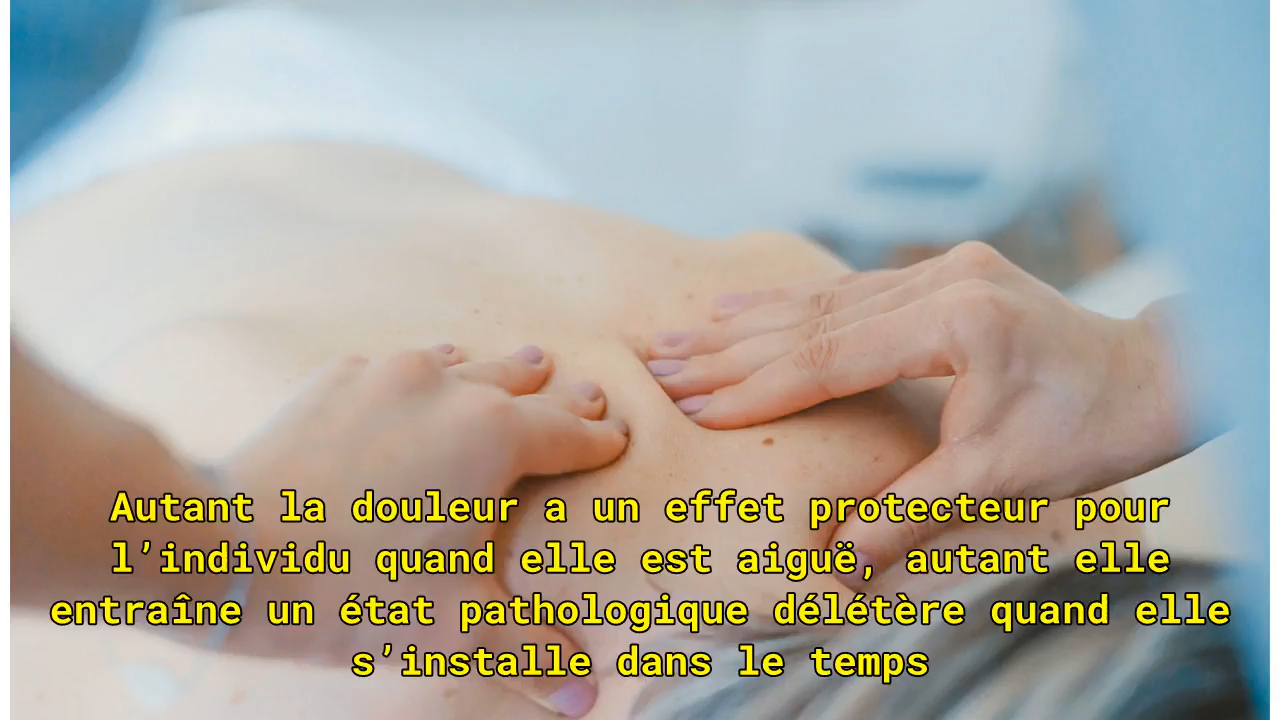 Autant la douleur a un effet protecteur pour
l’individu quand elle est aiguë, autant elle
entraîne un état pathologique délétère quand elle
s’installe dans le temps